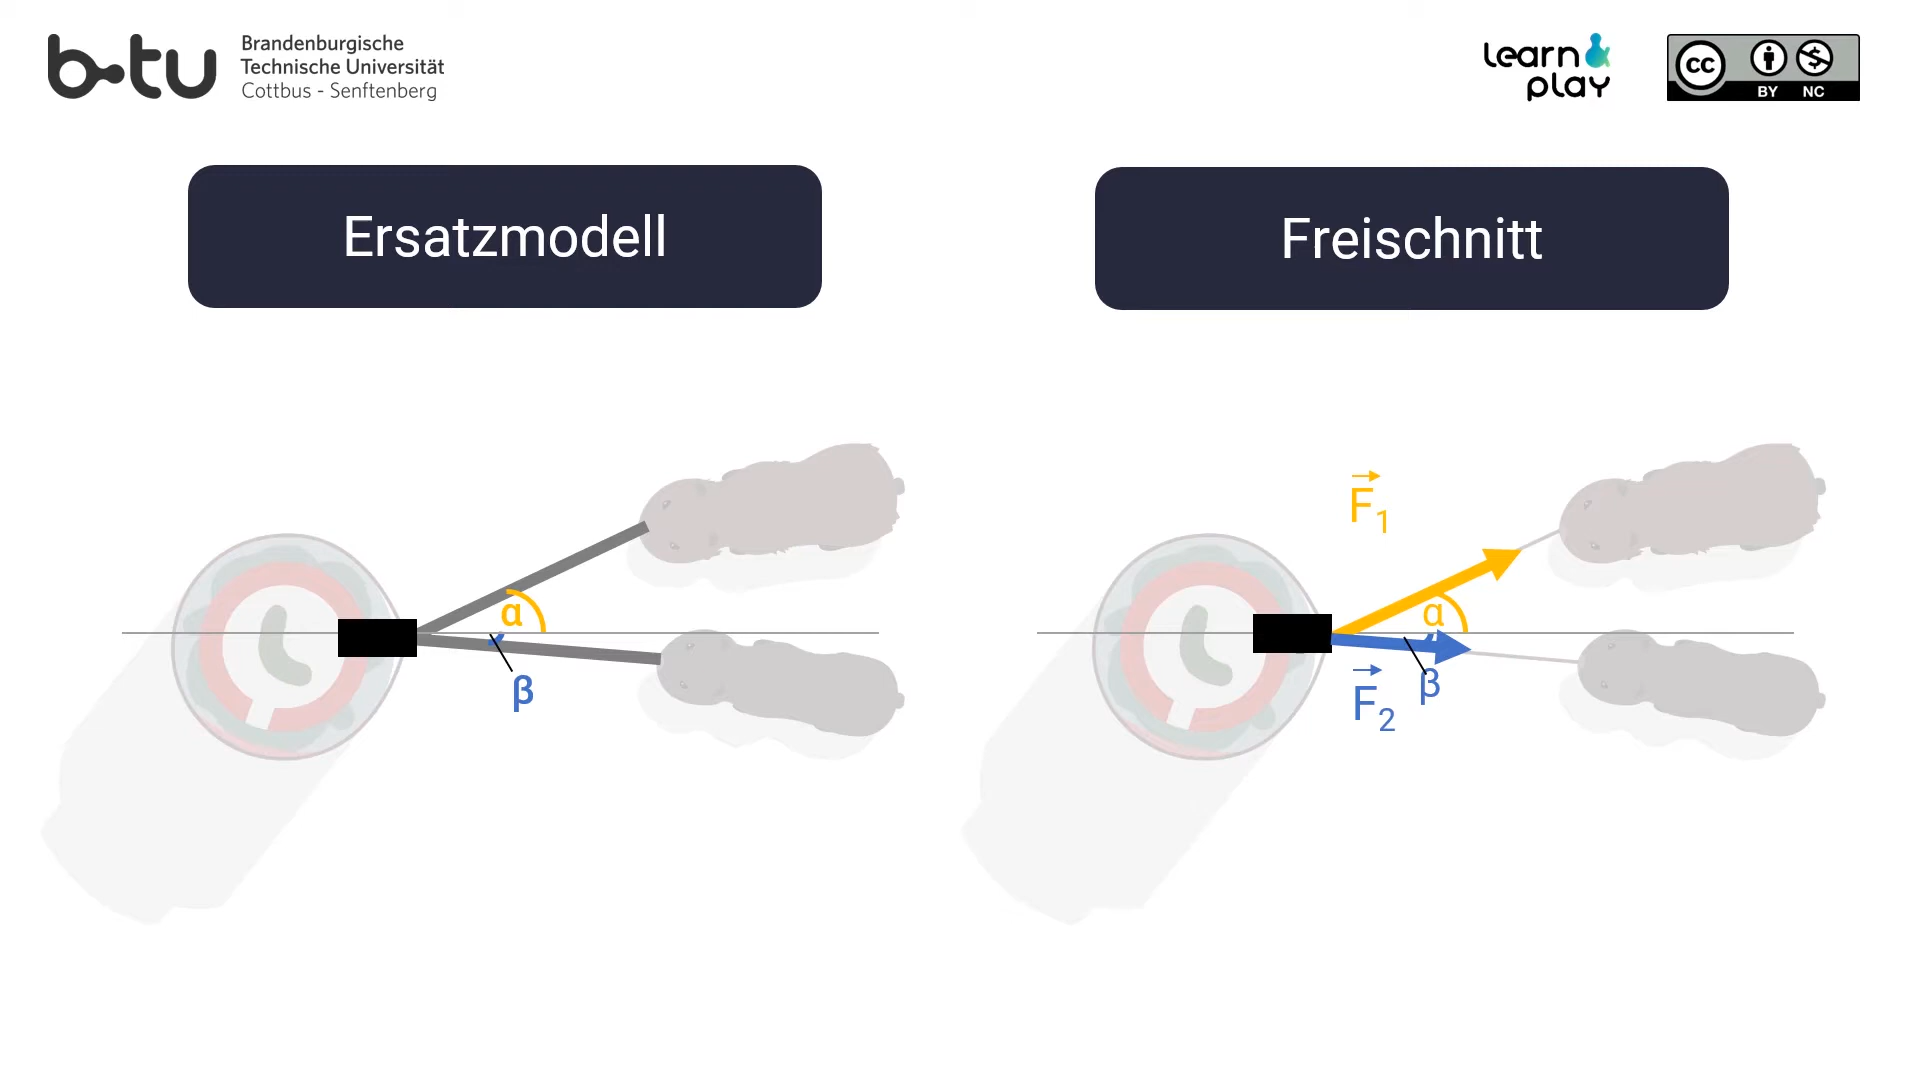 b-tu
Brandenburgische
Technische Universität
Cottbus - Senftenberg
learn &
play
CC
BY NC
Ersatzmodell
Freischnitt
α
β
F₁
α
F₂
β